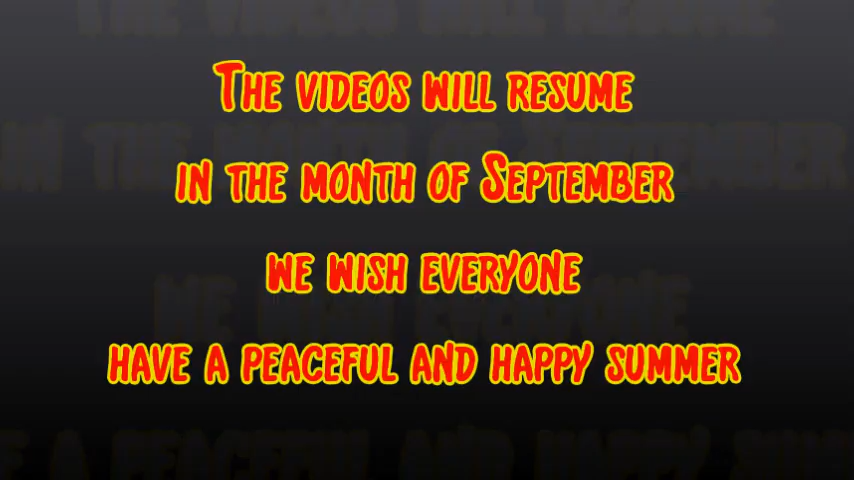 The videos will resume
in the month of September
we wish everyone
have a peaceful and happy summer